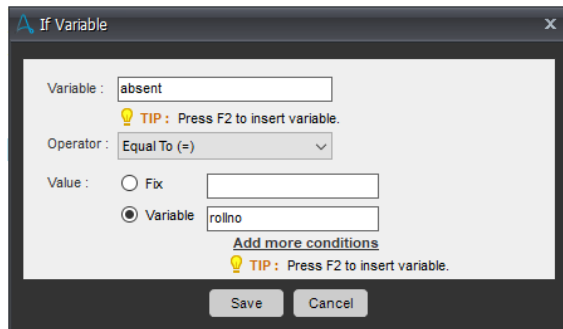 If Variable X
Variable : absent
TIP : Press F2 to insert variable.
Operator : Equal To (=)
Value : Fix
Variable rollno
Add more conditions
TIP : Press F2 to insert variable.
Save Cancel